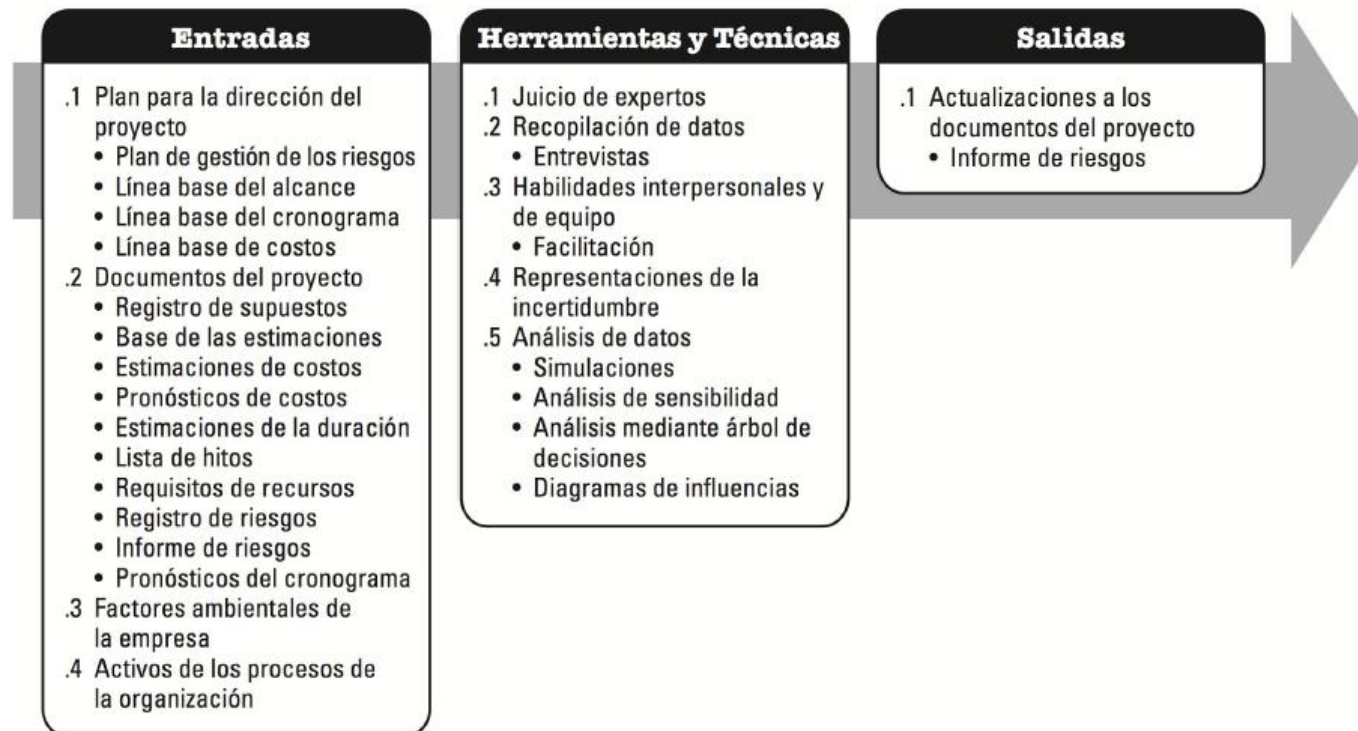 Entradas
.1 Plan para la dirección del
proyecto
• Plan de gestión de los riesgos
• Línea base del alcance
• Línea base del cronograma
• Línea base de costos
.2 Documentos del proyecto
• Registro de supuestos
• Base de las estimaciones
• Estimaciones de costos
• Pronósticos de costos
• Estimaciones de la duración
• Lista de hitos
• Requisitos de recursos
• Registro de riesgos
• Informe de riesgos
• Pronósticos del cronograma
.3 Factores ambientales de
la empresa
.4 Activos de los procesos de
la organización
Herramientas y Técnicas
.1 Juicio de expertos
.2 Recopilación de datos
• Entrevistas
.3 Habilidades interpersonales y
de equipo
• Facilitación
.4 Representaciones de la
incertidumbre
.5 Análisis de datos
• Simulaciones
• Análisis de sensibilidad
• Análisis mediante árbol de
decisiones
• Diagramas de influencias
Salidas
.1 Actualizaciones a los
documentos del proyecto
• Informe de riesgos